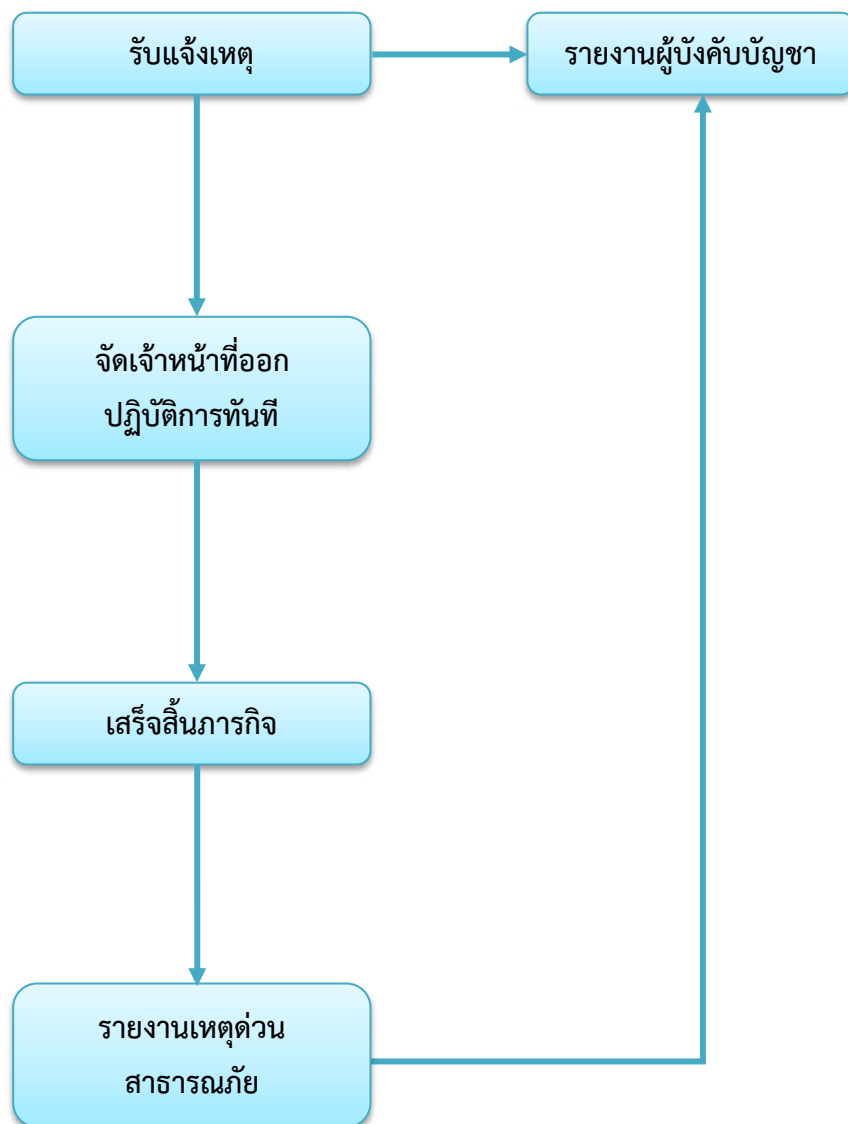 รับแจ้งเหตุ
รายงานผู้บังคับบัญชา
จัดเจ้าหน้าที่ออก
ปฏิบัติการทันที
เสร็จสิ้นภารกิจ
รายงานเหตุด่วน
สาธารณภัย